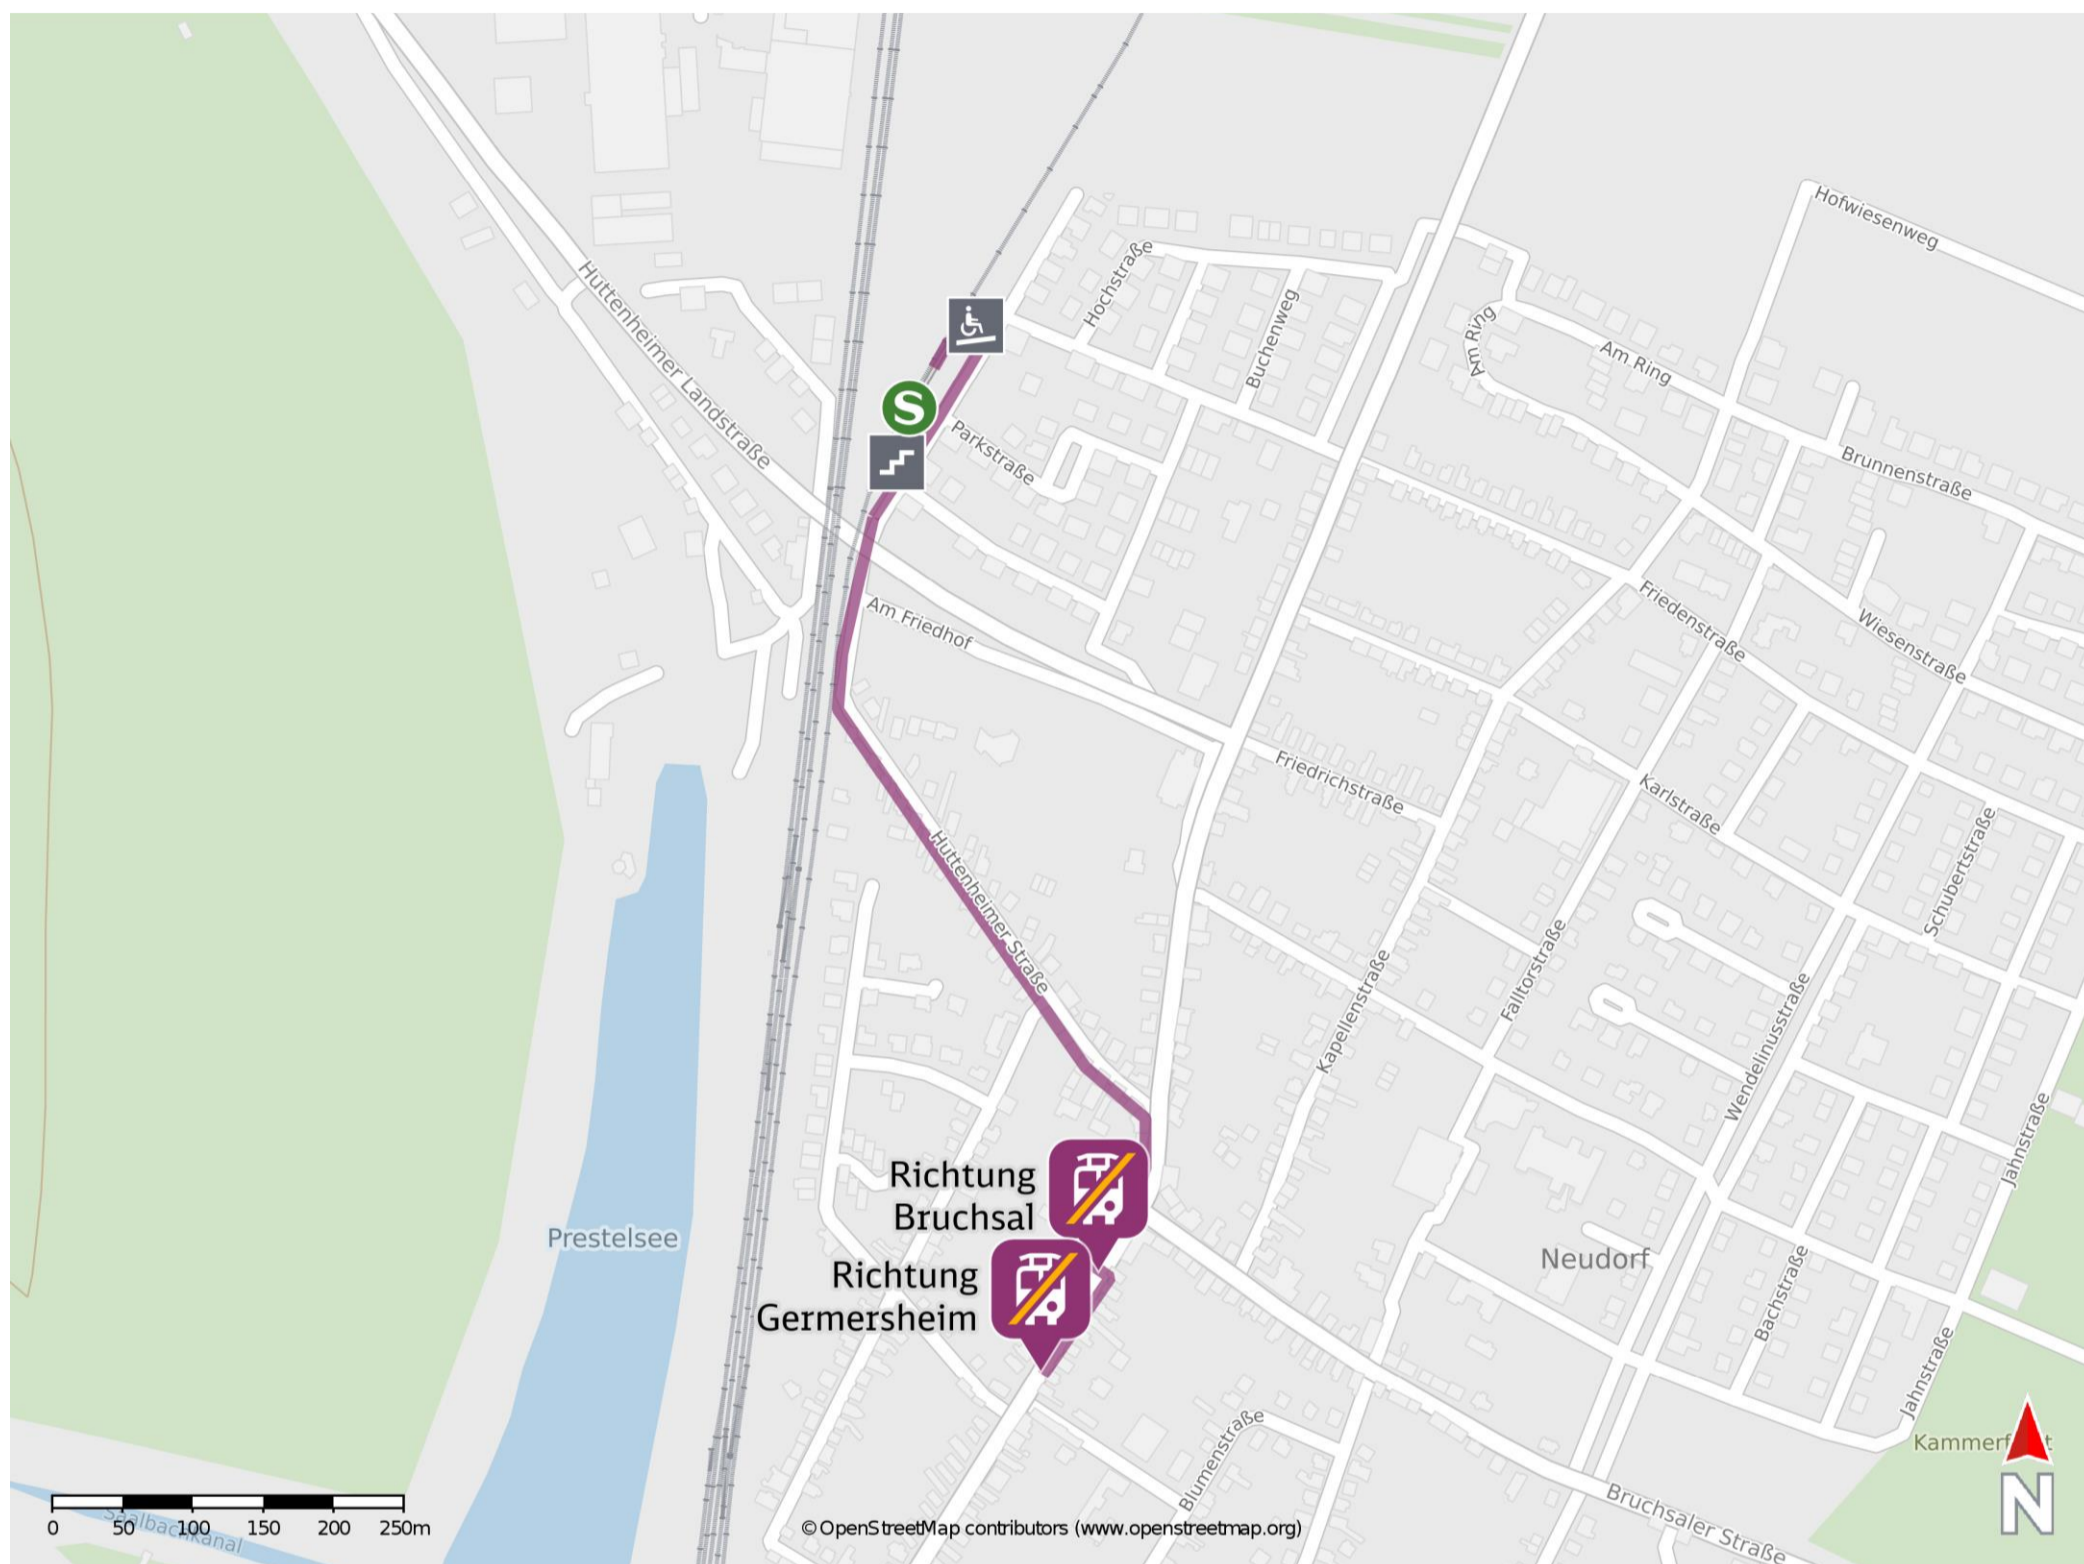 Hofwiesenweg
Hochstraße
Huttenheimer Landstraße
Buchenweg
Am Ring
Am Ring
Parkstraße
S
Brunnenstraße
Am Friedhof
Friedenstraße
Wiesenstraße
Friedrichstraße
Karlstraße
Schubertstraße
Huttenheimer Straße
Falltorstraße
Kapellenstraße
Wendelinusstraße
Jahnstraße
Richtung
Bruchsal
Prestelsee
Neudorf
Richtung
Germersheim
Bachstraße
Jahnstraße
Blumenstraße
Bruchsaler Straße
N
Saalbachkanal
0 50 100 150 200 250m
© OpenStreetMap contributors (www.openstreetmap.org)